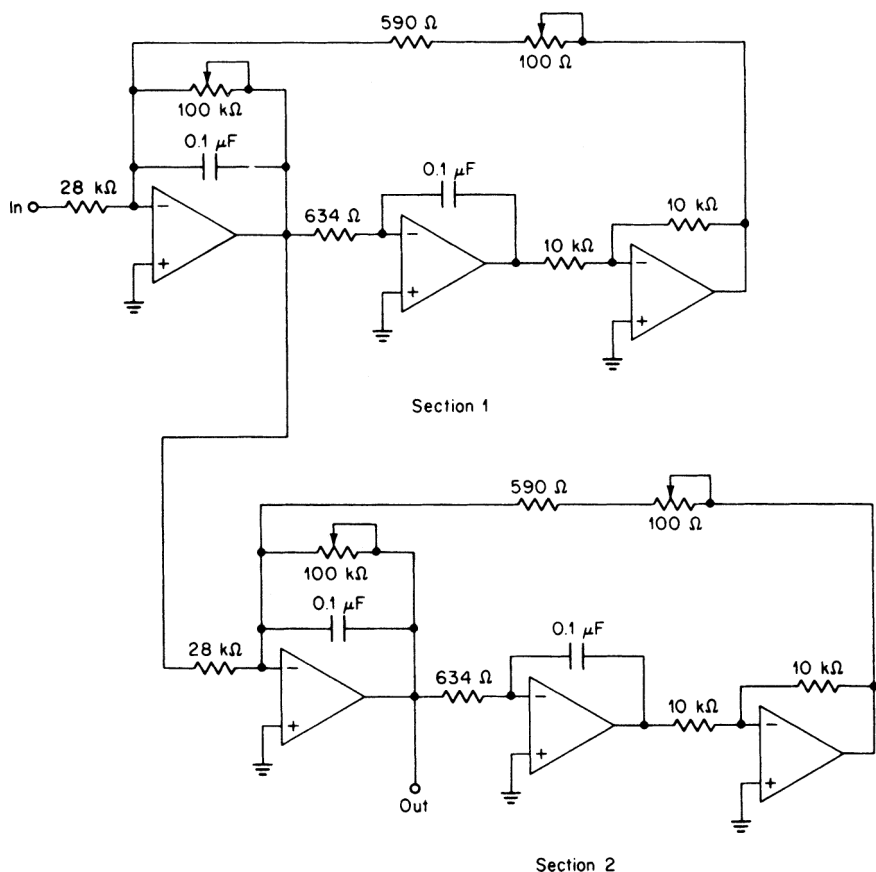 590 Ω
100 Ω
100 kΩ
0.1 μF
0.1 μF
28 kΩ
In
634 Ω
10 kΩ
10 kΩ
−
+
−
+
−
+
Section 1
590 Ω
100 Ω
100 kΩ
0.1 μF
0.1 μF
28 kΩ
634 Ω
10 kΩ
10 kΩ
−
+
−
+
−
+
Out
Section 2